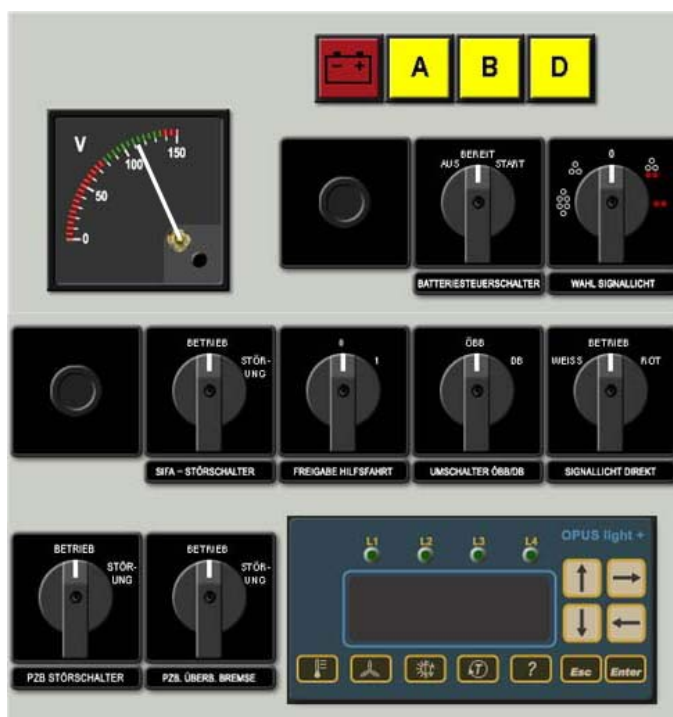 - +
A
B
D
V
0
50
100
150
BEREIT
AUS
START
BATTERIESTEUERSCHALTER
0
WAHL SIGNALLICHT
BETRIEB
STÖR-
UNG
SIFA – STÖRSCHALTER
0
1
FREIGABE HILFSFAHRT
ÖBB
DB
UMSCHALTER ÖBB/DB
BETRIEB
WEISS
ROT
SIGNALLICHT DIREKT
BETRIEB
STÖR-
UNG
PZB STÖRSCHALTER
BETRIEB
STÖR-
UNG
PZB. ÜBERB. BREMSE
L1
L2
L3
L4
OPUS light +
T
?
Esc
Enter